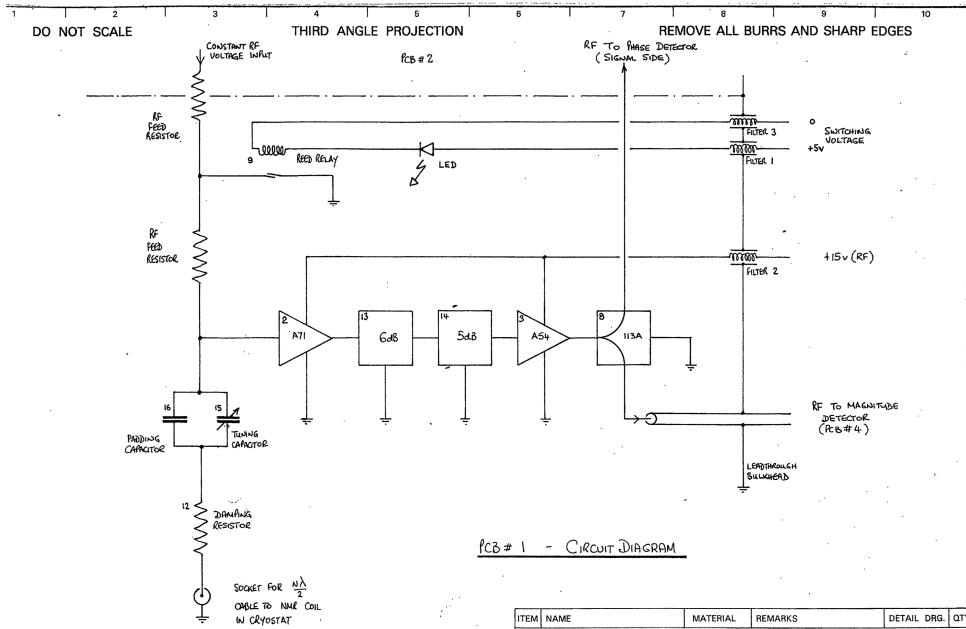 1 2 3 4 5 6 7 8 9 10
DO NOT SCALE
THIRD ANGLE PROJECTION
REMOVE ALL BURRS AND SHARP EDGES
CONSTANT RF
VOLTAGE INPUT
PCB # 2
RF TO PHASE DETECTOR
(SIGNAL SIDE)
RF
FEED
RESISTOR
FILTER 3
0
SWITCHING
VOLTAGE
+5v
FILTER 1
9
REED RELAY
LED
RF
FEED
RESISTOR
+15v (RF)
FILTER 2
2
A71
13
6dB
14
5dB
3
A54
8
113A
16
15
PADDING
CAPACITOR
TUNING
CAPACITOR
RF TO MAGNITUDE
DETECTOR
(PCB # 4)
LEADTHROUGH
BULKHEAD
12
DAMPING
RESISTOR
PCB # 1 - CIRCUIT DIAGRAM
SOCKET FOR Nλ/2
CABLE TO NMR COIL
IN CRYOSTAT
ITEM NAME MATERIAL REMARKS DETAIL DRG. QT